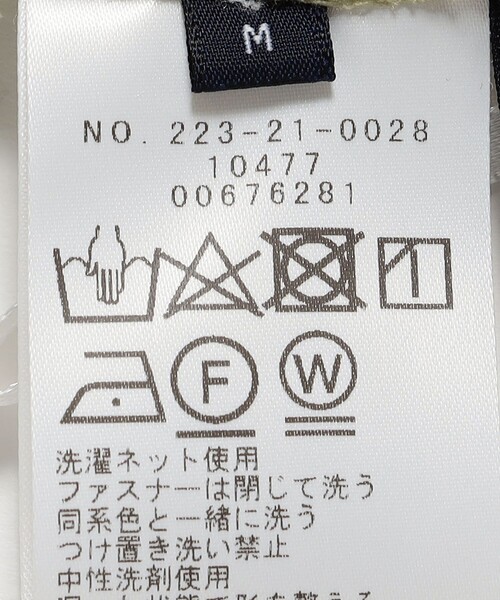 M
NO. 223-21-0028
10477
00676281
F
W
洗濯ネット使用
ファスナーは閉じて洗う
同系色と一緒に洗う
つけ置き洗い禁止
中性洗剤使用